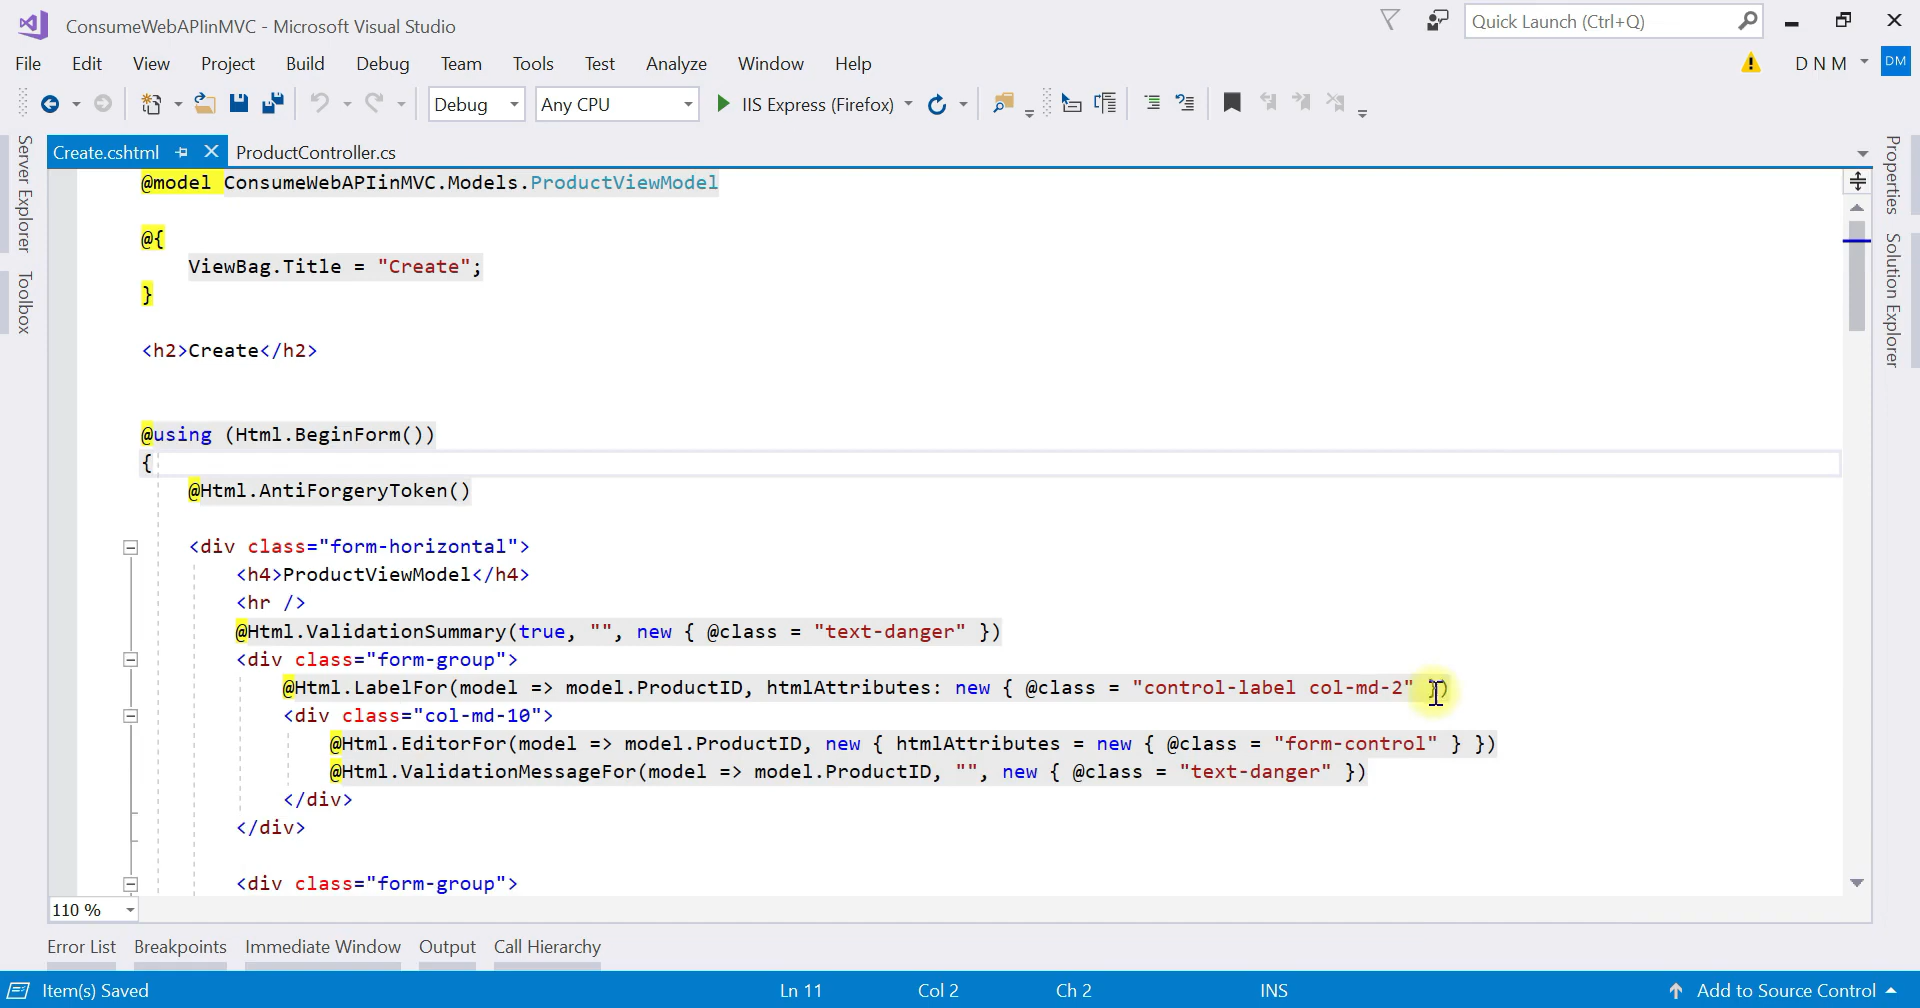 ConsumeWebAPIinMVC - Microsoft Visual Studio
Quick Launch (Ctrl+Q)
File Edit View Project Build Debug Team Tools Test Analyze Window Help
D N M DM
Debug Any CPU IIS Express (Firefox)
Create.cshtml ProductController.cs
Server Explorer
Toolbox
Properties
Solution Explorer
@model ConsumeWebAPIinMVC.Models.ProductViewModel
@{
ViewBag.Title = "Create";
}
<h2>Create</h2>
@using (Html.BeginForm())
{
@Html.AntiForgeryToken()
<div class="form-horizontal">
<h4>ProductViewModel</h4>
<hr />
@Html.ValidationSummary(true, "", new { @class = "text-danger" })
<div class="form-group">
@Html.LabelFor(model => model.ProductID, htmlAttributes: new { @class = "control-label col-md-2" })
<div class="col-md-10">
@Html.EditorFor(model => model.ProductID, new { htmlAttributes = new { @class = "form-control" } })
@Html.ValidationMessageFor(model => model.ProductID, "", new { @class = "text-danger" })
</div>
</div>
<div class="form-group">
110 %
Error List Breakpoints Immediate Window Output Call Hierarchy
Item(s) Saved Ln 11 Col 2 Ch 2 INS Add to Source Control